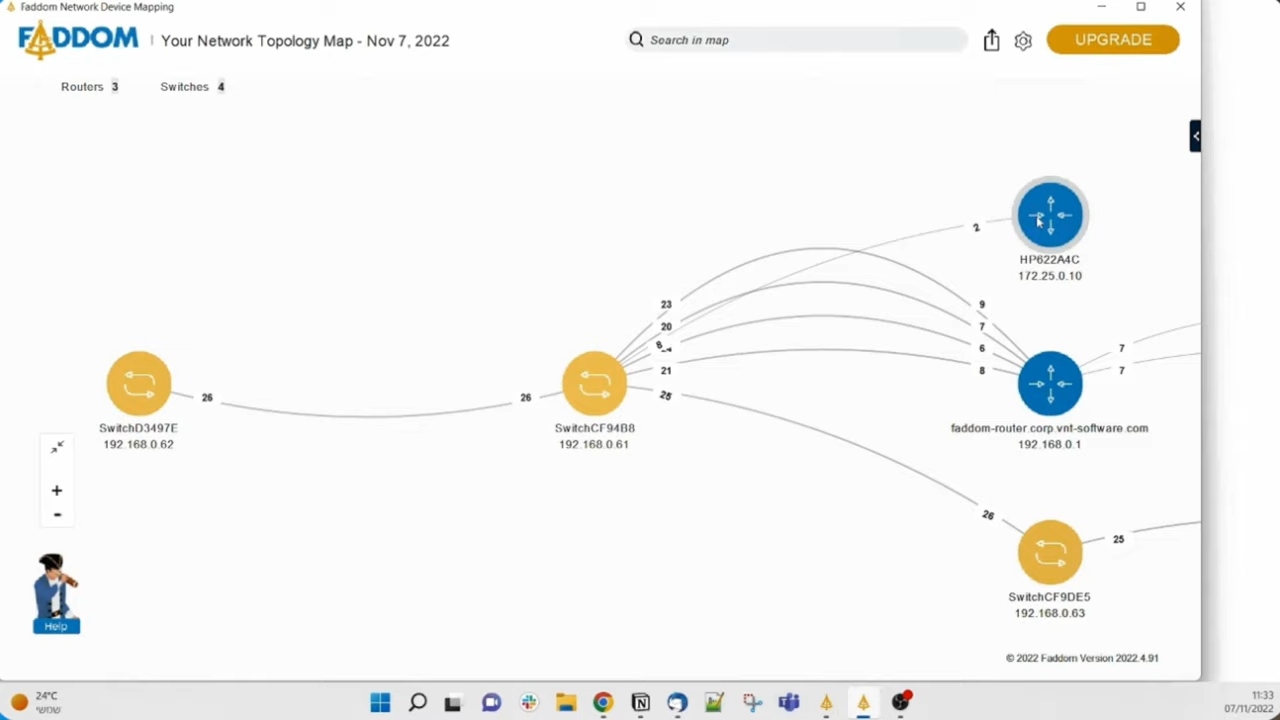 Faddom Network Device Mapping
FADDOM
Your Network Topology Map - Nov 7, 2022
Search in map
UPGRADE
Routers 3
Switches 4
2
HP622A4C
172.25.0.10
23
9
20
7
8
6
21
8
25
7
7
26
26
SwitchD3497E
192.168.0.62
SwitchCF94B8
192.168.0.61
faddom-router.corp.vnt-software.com
192.168.0.1
+
-
26
25
SwitchCF9DE5
192.168.0.63
Help
© 2022 Faddom Version 2022.4.91
24°C
שמשי
11:33
07/11/2022